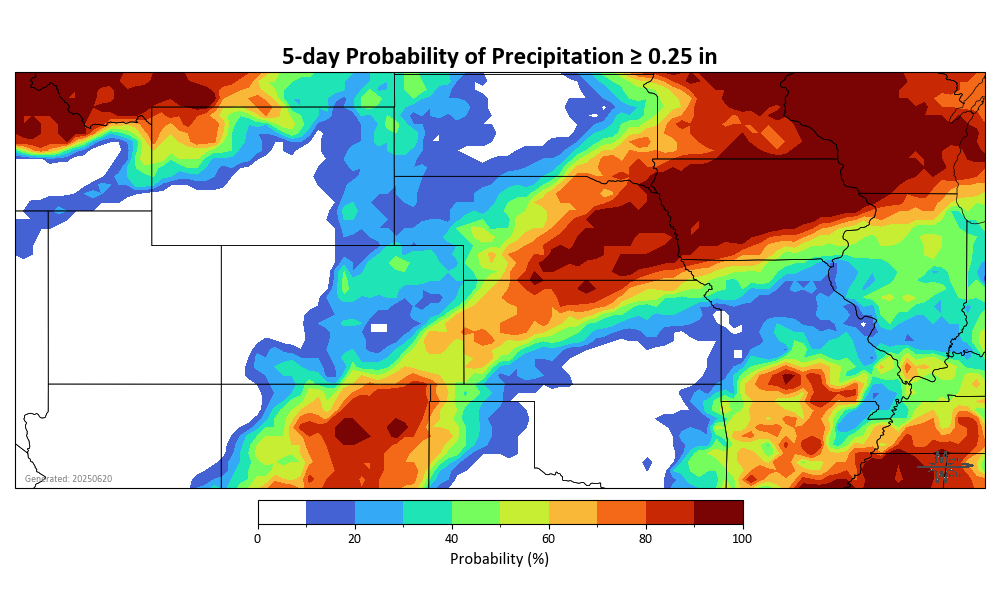 5-day Probability of Precipitation ≥ 0.25 in
Generated: 20250620
0 20 40 60 80 100
Probability (%)